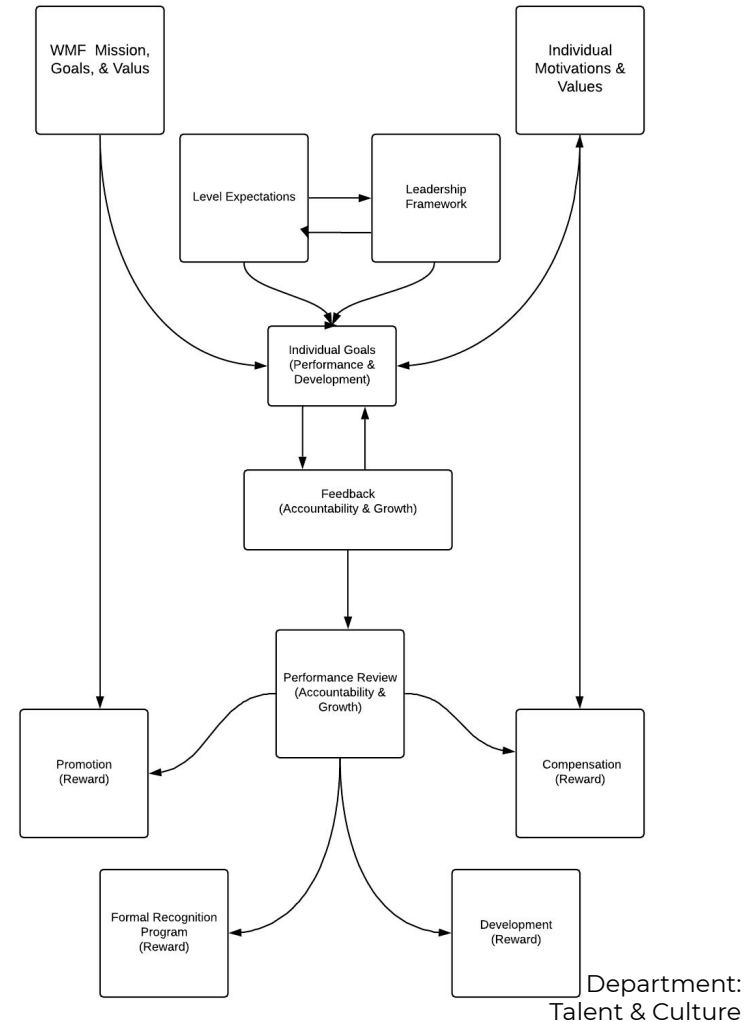 WMF Mission,
Goals, & Valus
Individual
Motivations &
Values
Level Expectations
Leadership
Framework
Individual Goals
(Performance &
Development)
Feedback
(Accountability & Growth)
Performance Review
(Accountability &
Growth)
Promotion
(Reward)
Compensation
(Reward)
Formal Recognition
Program
(Reward)
Development
(Reward)
Department:
Talent & Culture